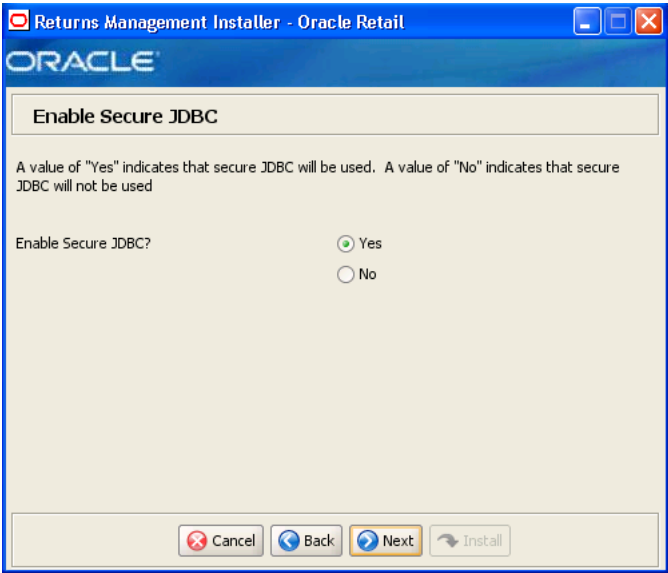 Returns Management Installer - Oracle Retail
ORACLE
Enable Secure JDBC
A value of "Yes" indicates that secure JDBC will be used.  A value of "No" indicates that secure
JDBC will not be used
Enable Secure JDBC?
Yes
No
Cancel Back Next Install